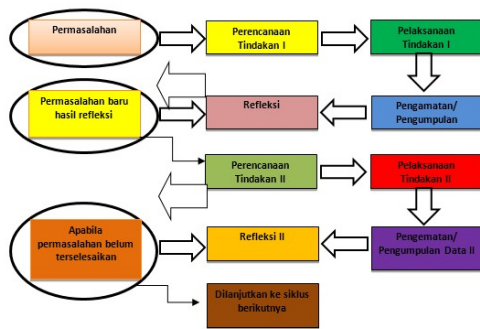 Permasalahan
Perencanaan
Tindakan I
Pelaksanaan
Tindakan I
Permasalahan baru
hasil refleksi
Refleksi
Pengamatan/
Pengumpulan
Perencanaan
Tindakan II
Pelaksanaan
Tindakan II
Apabila
permasalahan belum
terselesaikan
Refleksi II
Pengematan/
Pengumpulan Data II
Dilanjutkan ke siklus
berikutnya